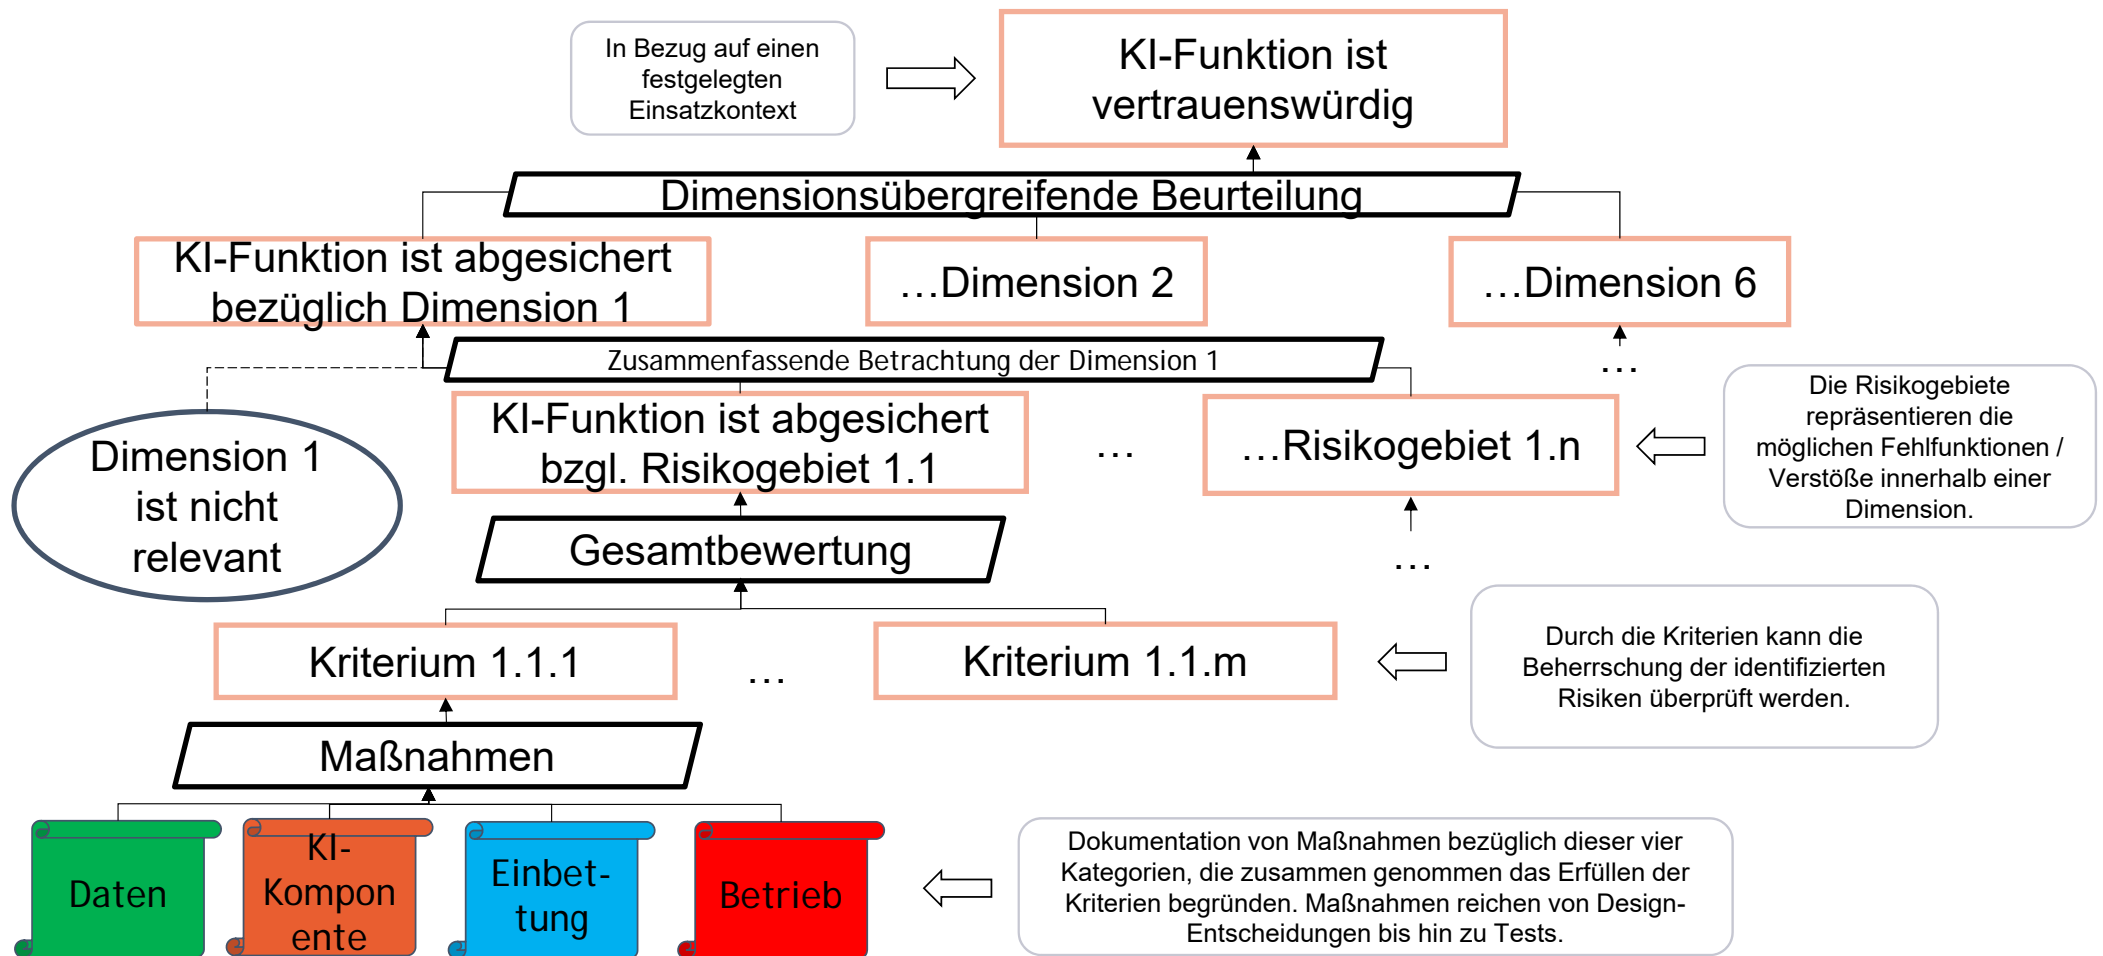 In Bezug auf einen
festgelegten
Einsatzkontext
KI-Funktion ist
vertrauenswürdig
Dimensionsübergreifende Beurteilung
KI-Funktion ist abgesichert
bezüglich Dimension 1
…Dimension 2
…Dimension 6
Zusammenfassende Betrachtung der Dimension 1
…
Dimension 1
ist nicht
relevant
KI-Funktion ist abgesichert
bzgl. Risikogebiet 1.1
…
…Risikogebiet 1.n
Die Risikogebiete
repräsentieren die
möglichen Fehlfunktionen /
Verstöße innerhalb einer
Dimension.
Gesamtbewertung
…
Kriterium 1.1.1
…
Kriterium 1.1.m
Durch die Kriterien kann die
Beherrschung der identifizierten
Risiken überprüft werden.
Maßnahmen
Daten
KI-
Kompon
ente
Einbet-
tung
Betrieb
Dokumentation von Maßnahmen bezüglich dieser vier
Kategorien, die zusammen genommen das Erfüllen der
Kriterien begründen. Maßnahmen reichen von Design-
Entscheidungen bis hin zu Tests.